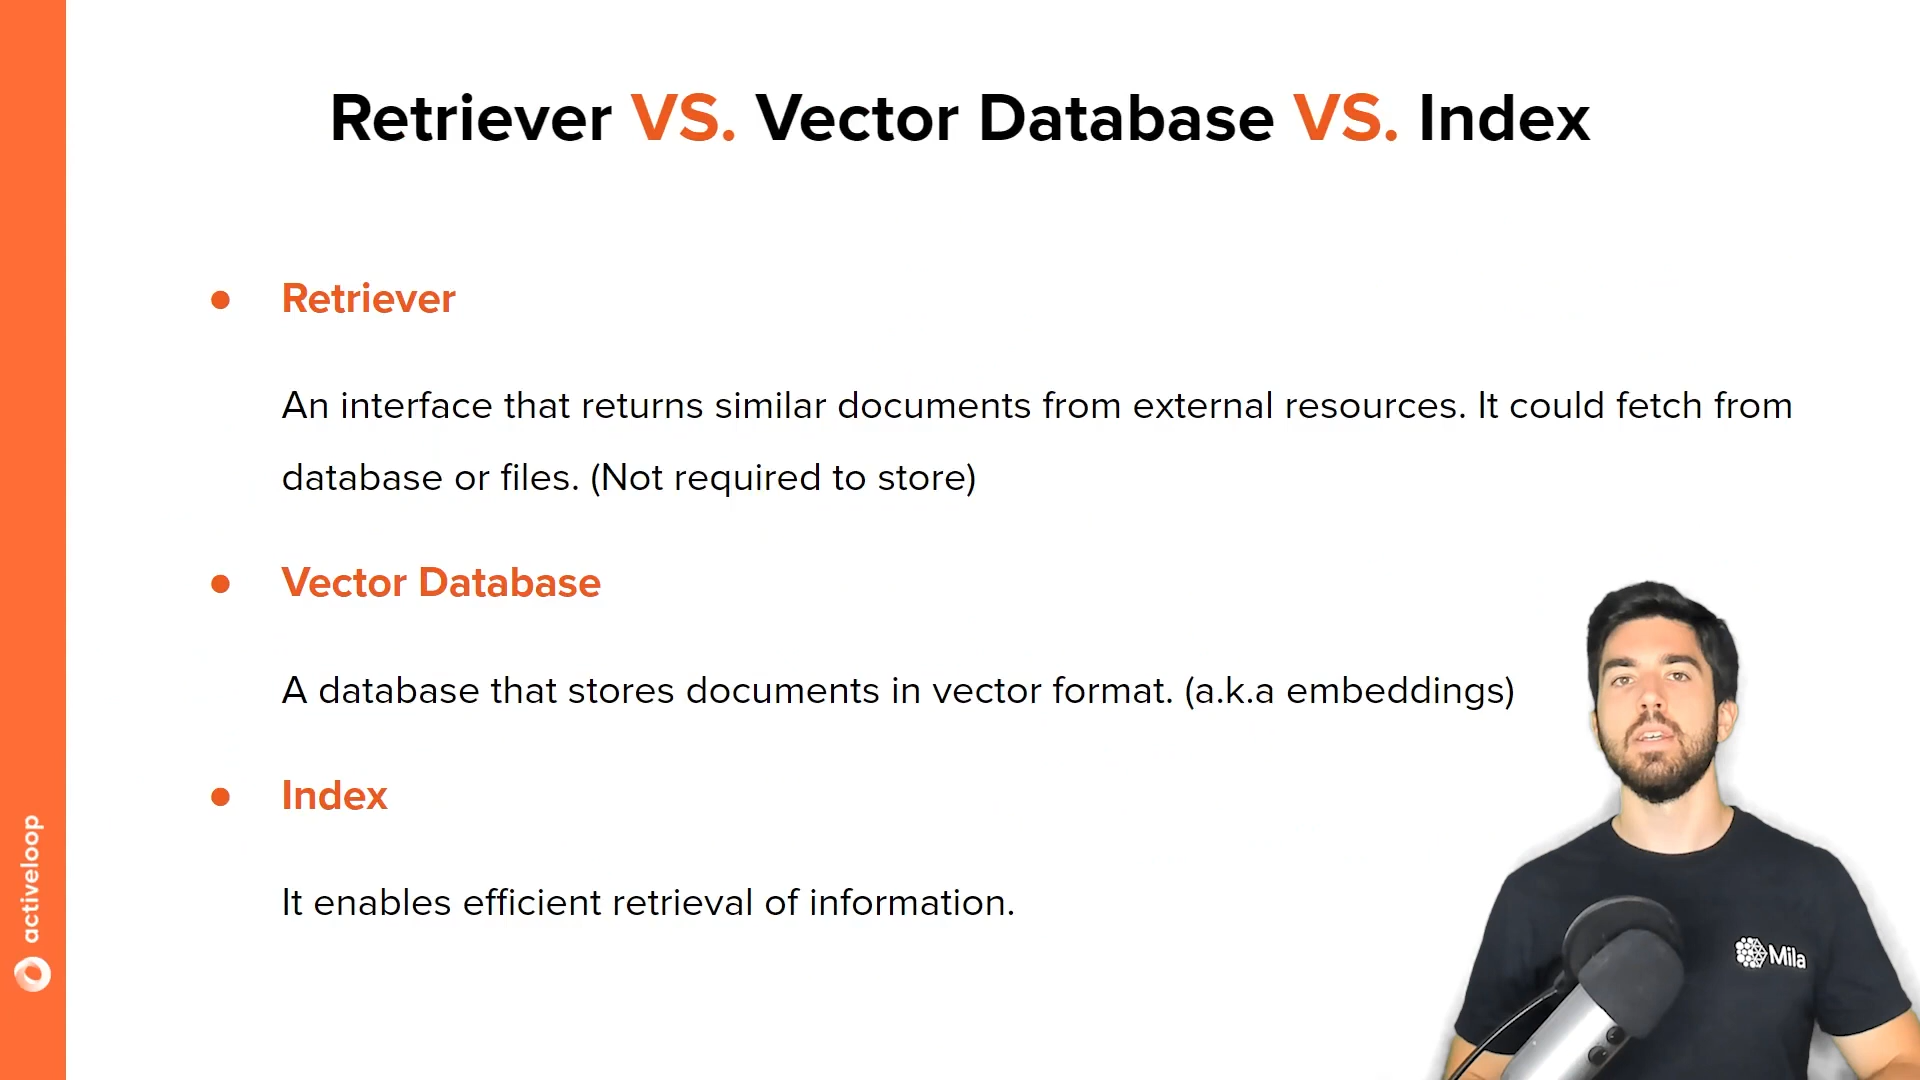 Retriever VS. Vector Database VS. Index
● Retriever
An interface that returns similar documents from external resources. It could fetch from
database or files. (Not required to store)
● Vector Database
A database that stores documents in vector format. (a.k.a embeddings)
● Index
It enables efficient retrieval of information.
activeloop
Mila